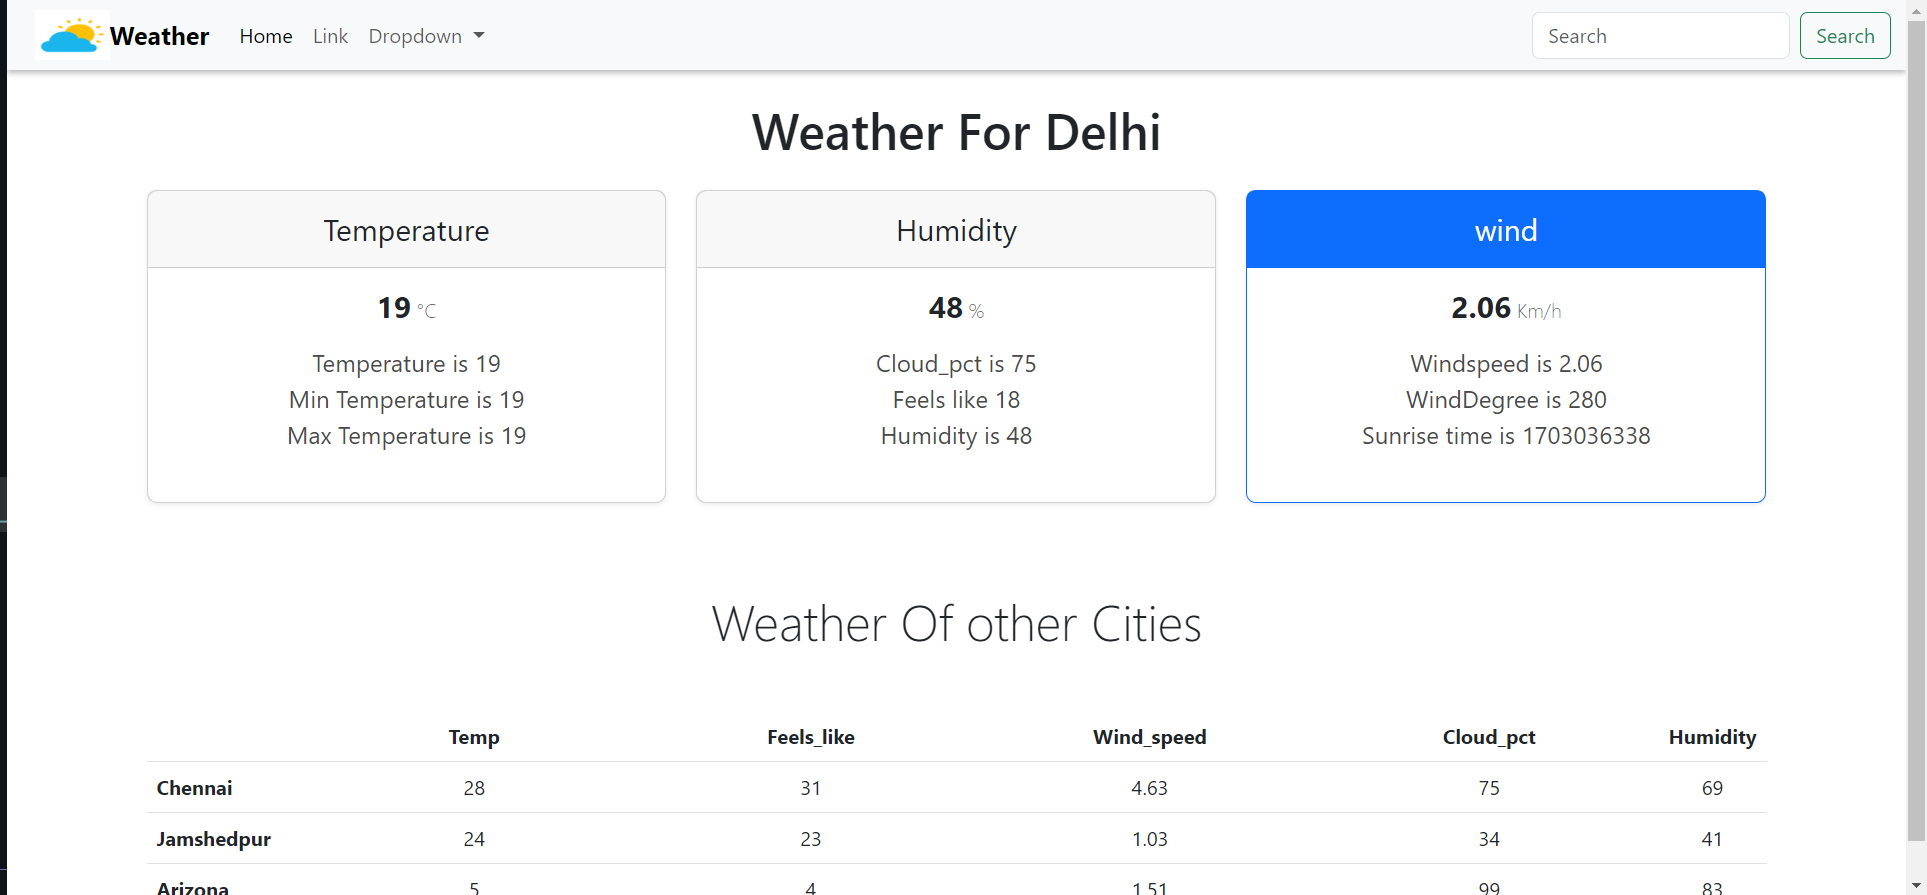 Weather Home Link Dropdown Search Search
Weather For Delhi
Temperature Humidity wind
19 °C 48 % 2.06 Km/h
Temperature is 19 Cloud_pct is 75 Windspeed is 2.06
Min Temperature is 19 Feels like 18 WindDegree is 280
Max Temperature is 19 Humidity is 48 Sunrise time is 1703036338
Weather Of other Cities
Temp Feels_like Wind_speed Cloud_pct Humidity
Chennai 28 31 4.63 75 69
Jamshedpur 24 23 1.03 34 41
Arizona 5 4 1.51 99 83